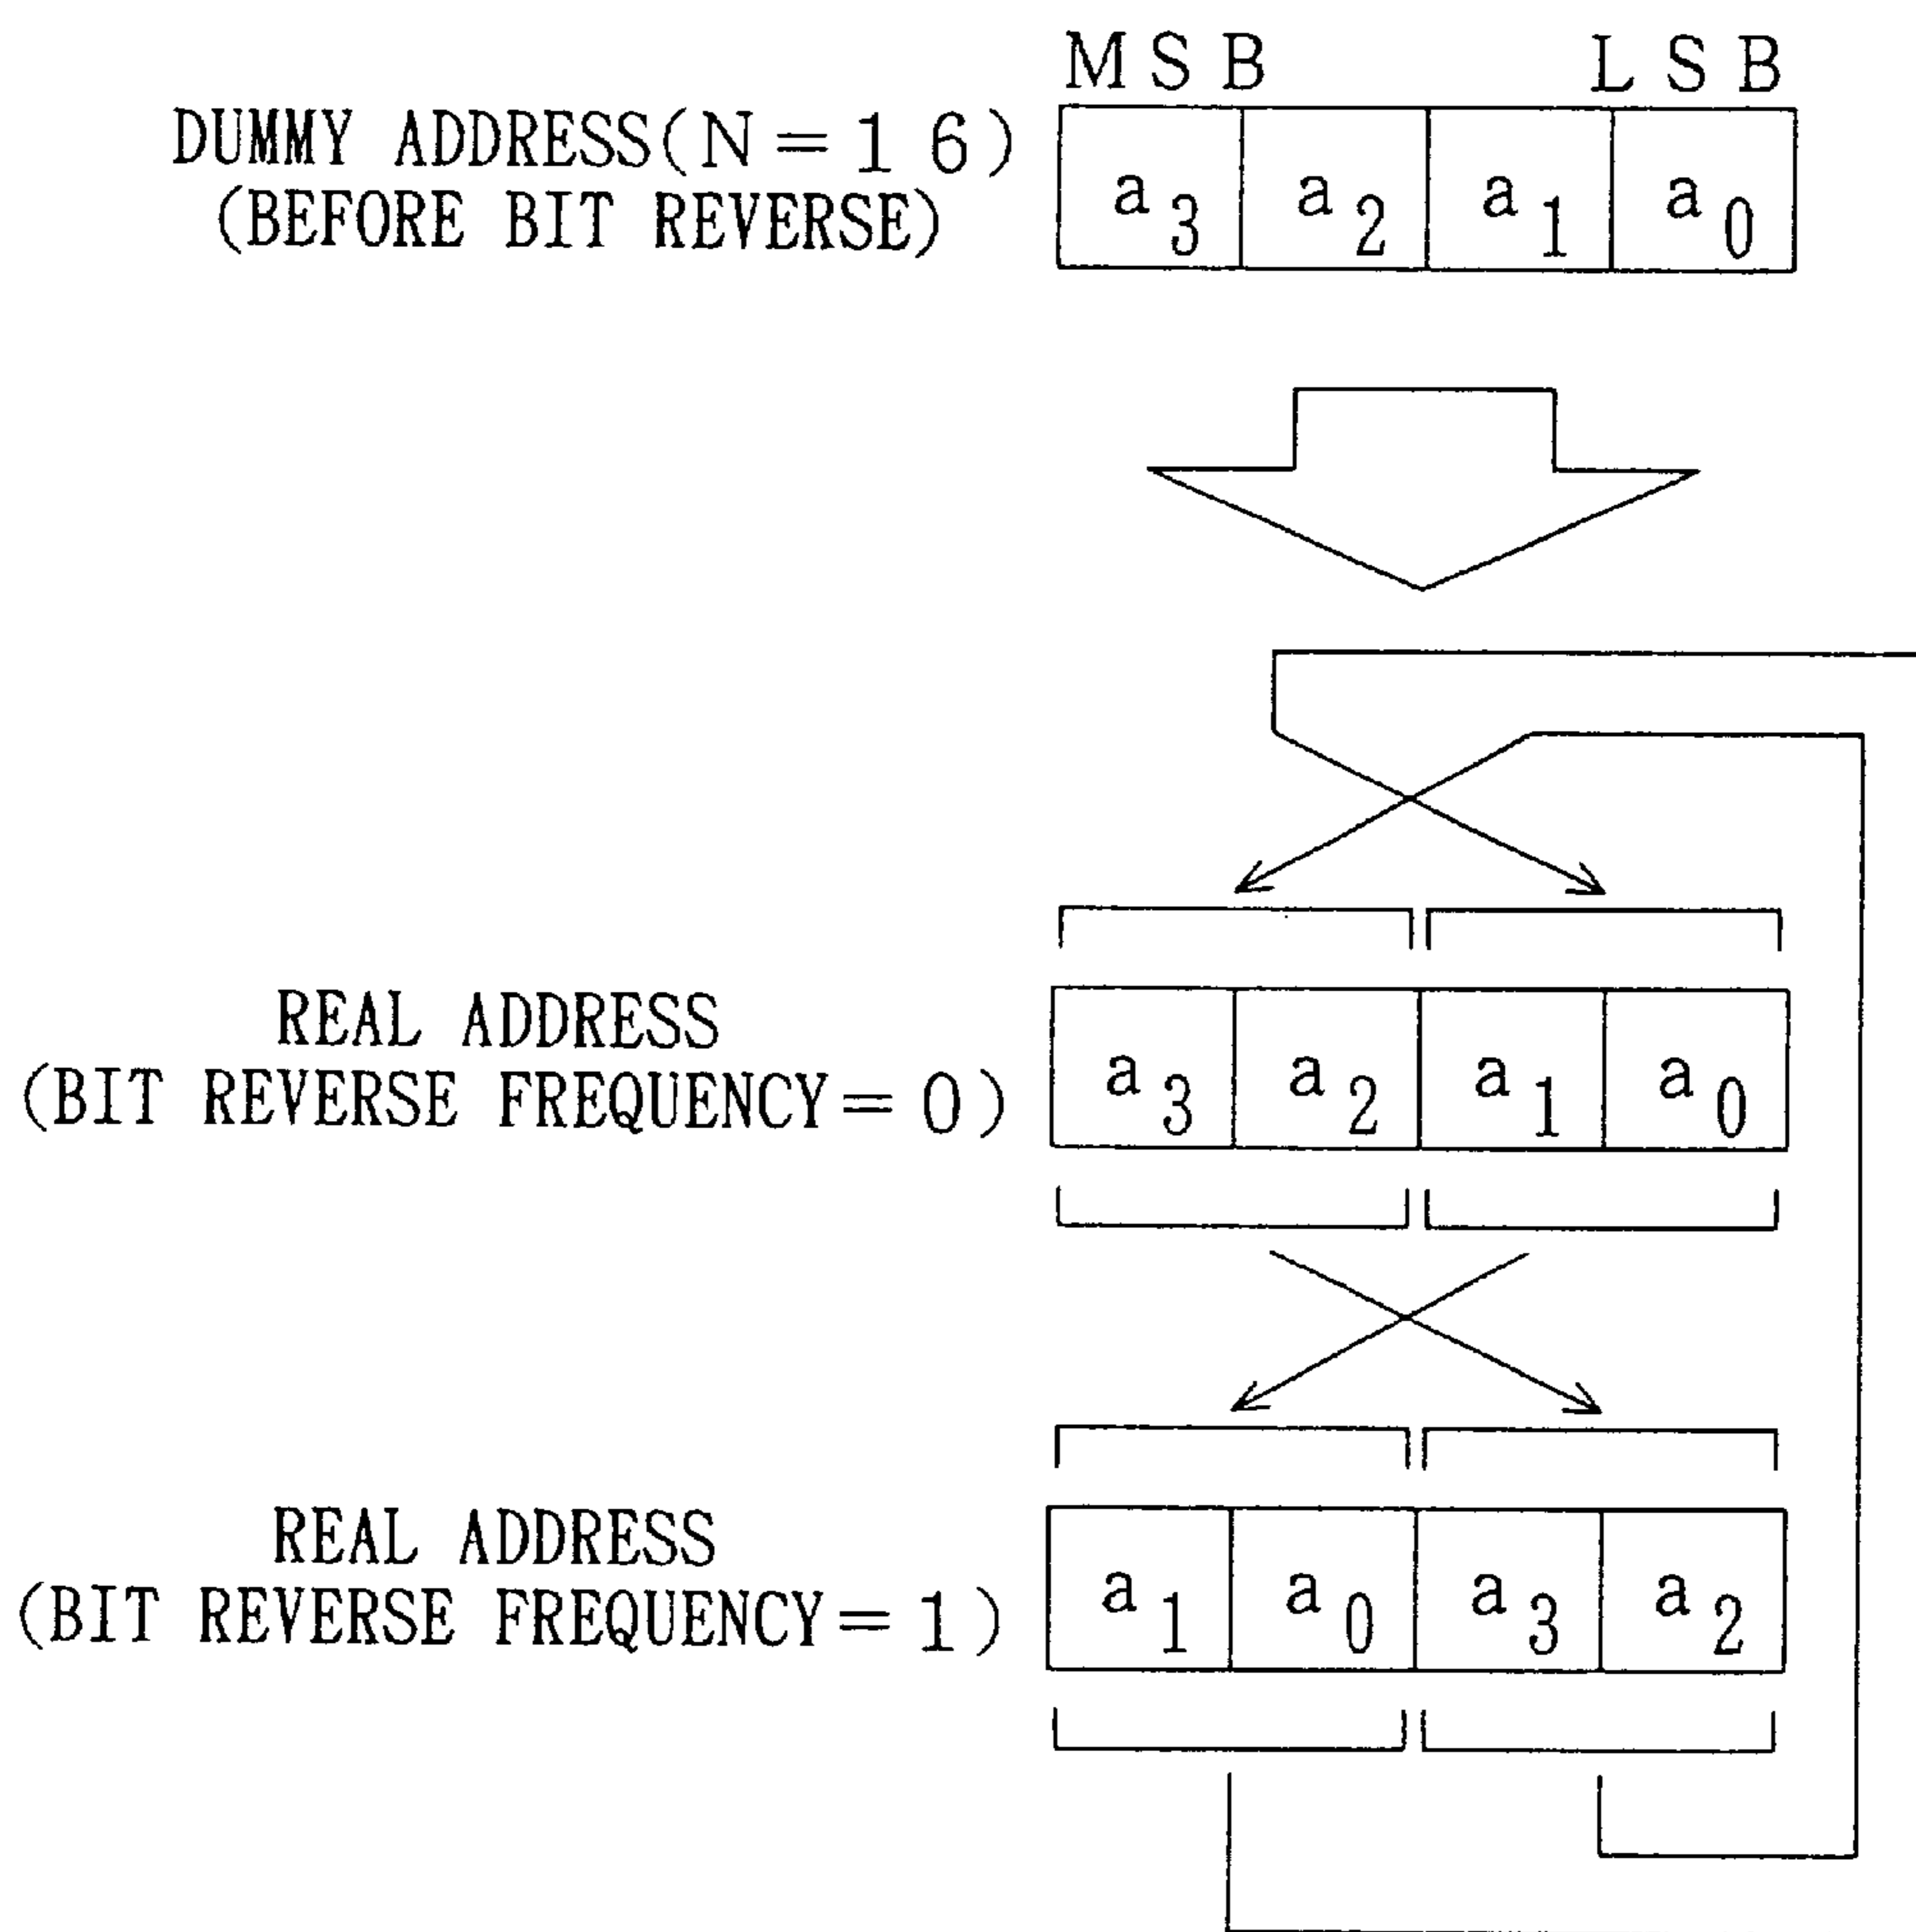 MSB LSB
DUMMY ADDRESS(N=16)
(BEFORE BIT REVERSE)
a3 a2 a1 a0
REAL ADDRESS
(BIT REVERSE FREQUENCY=0)
a3 a2 a1 a0
REAL ADDRESS
(BIT REVERSE FREQUENCY=1)
a1 a0 a3 a2